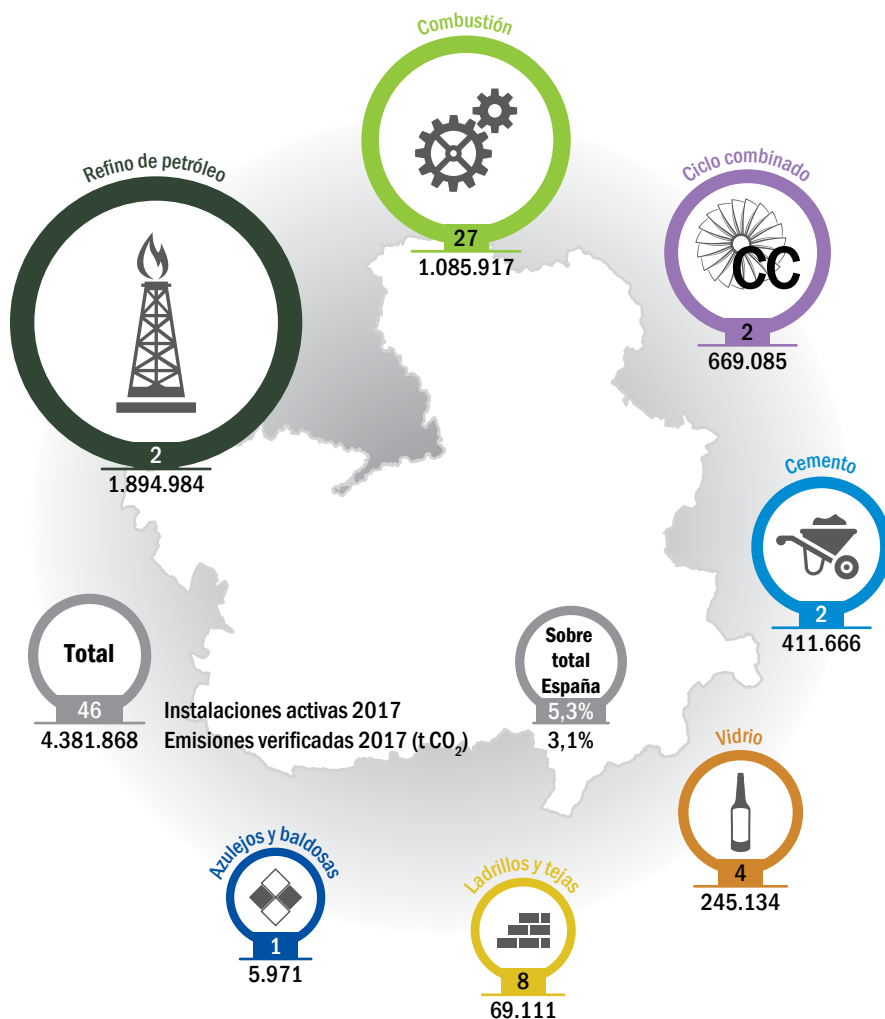 Combustión
27
1.085.917
Refino de petróleo
2
1.894.984
Ciclo combinado
CC
2
669.085
Cemento
2
411.666
Total
46
Instalaciones activas 2017
4.381.868
Emisiones verificadas 2017 (t CO₂)
Sobre
total
España
5,3%
3,1%
Vidrio
4
245.134
Azulejos y baldosas
1
5.971
Ladrillos y tejas
8
69.111